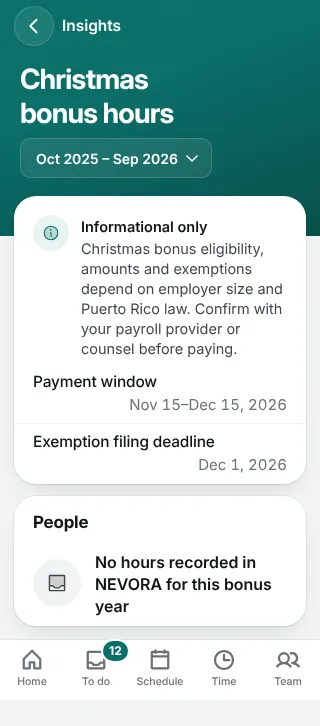 Insights
Christmas
bonus hours
Oct 2025 – Sep 2026
Informational only
Christmas bonus eligibility,
amounts and exemptions
depend on employer size and
Puerto Rico law. Confirm with
your payroll provider or
counsel before paying.
Payment window
Nov 15–Dec 15, 2026
Exemption filing deadline
Dec 1, 2026
People
No hours recorded in
NEVORA for this bonus
year
12
Home
To do
Schedule
Time
Team